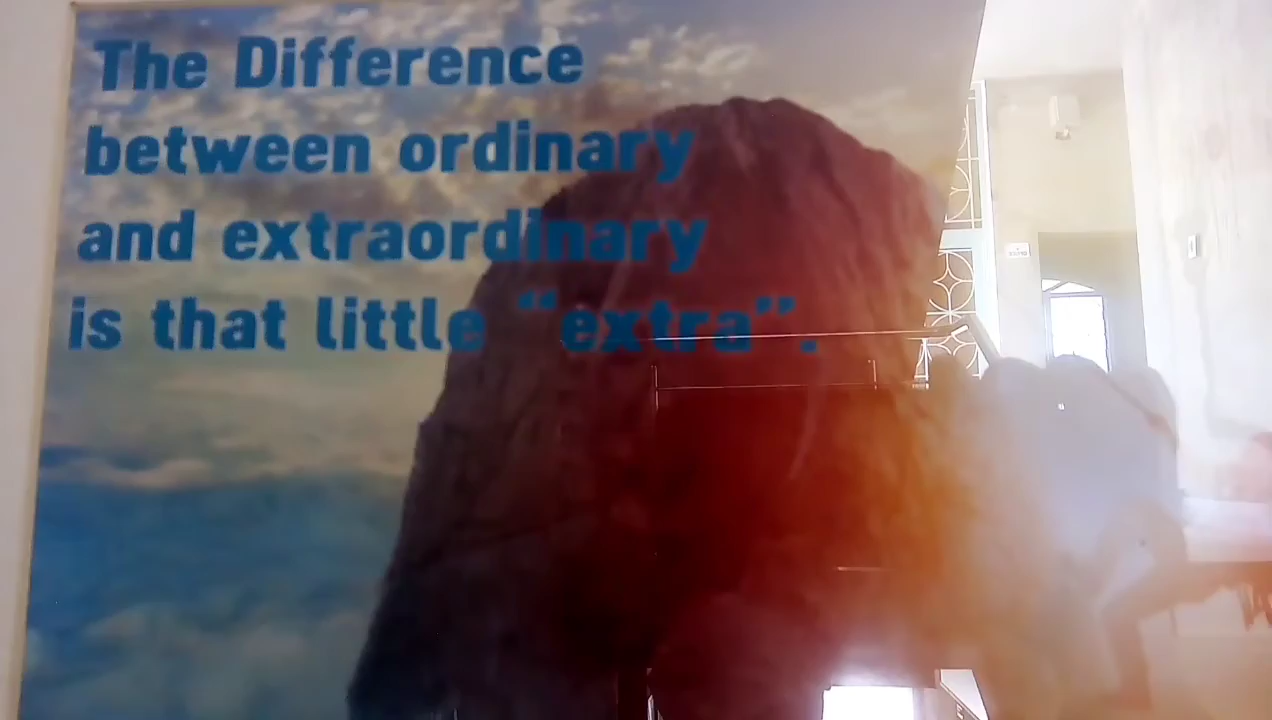 The Difference
between ordinary
and extraordinary
is that little “extra”.